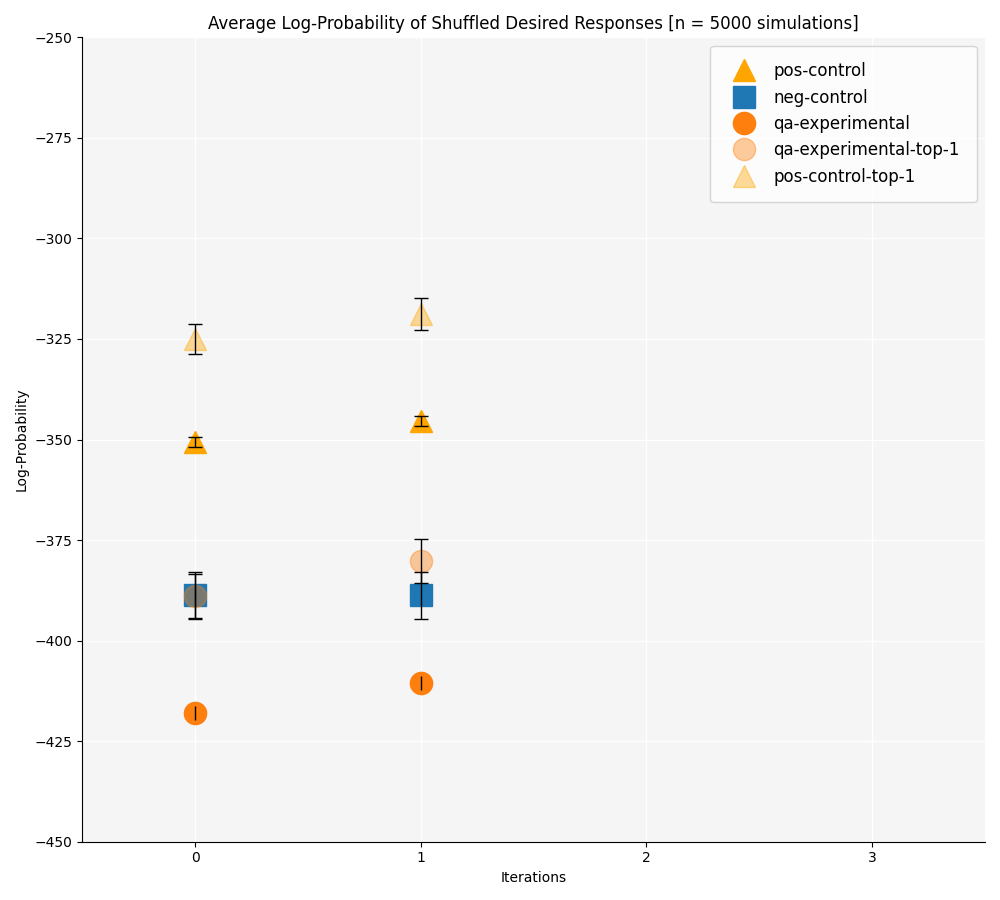 Average Log-Probability of Shuffled Desired Responses [n = 5000 simulations]
pos-control
neg-control
qa-experimental
qa-experimental-top-1
pos-control-top-1
Log-Probability
−250
−275
−300
−325
−350
−375
−400
−425
−450
0 1 2 3
Iterations